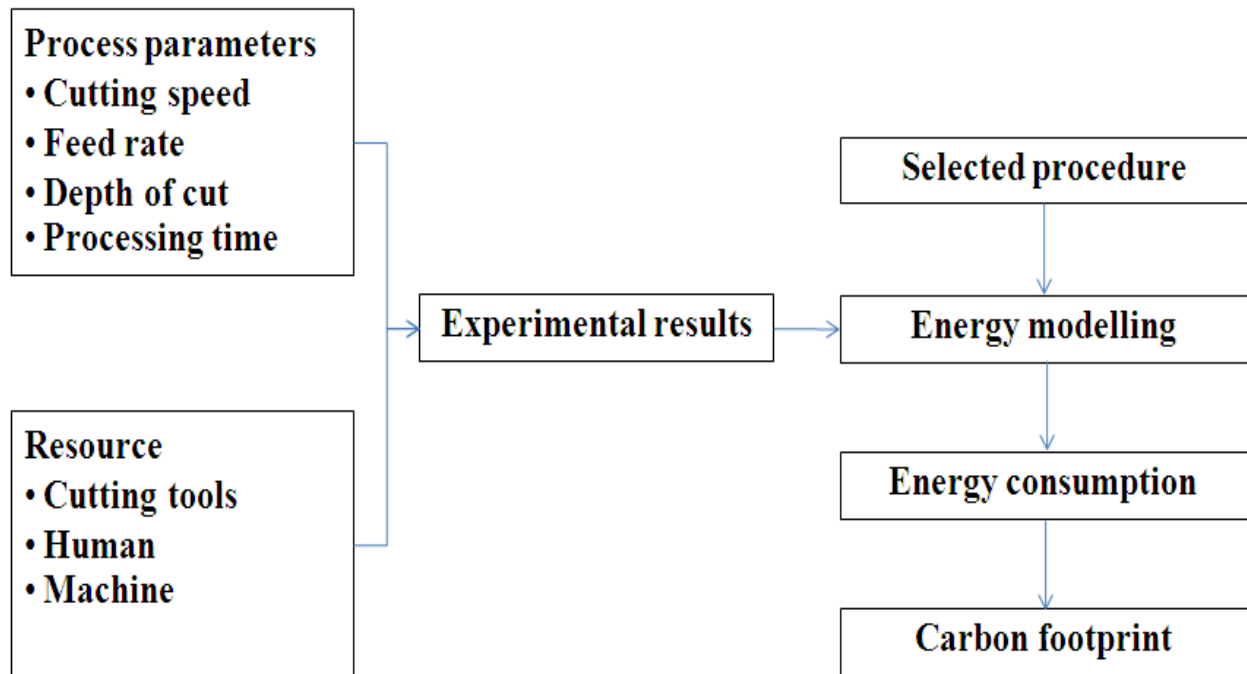 Process parameters
• Cutting speed
• Feed rate
• Depth of cut
• Processing time
Resource
• Cutting tools
• Human
• Machine
Experimental results
Selected procedure
Energy modelling
Energy consumption
Carbon footprint